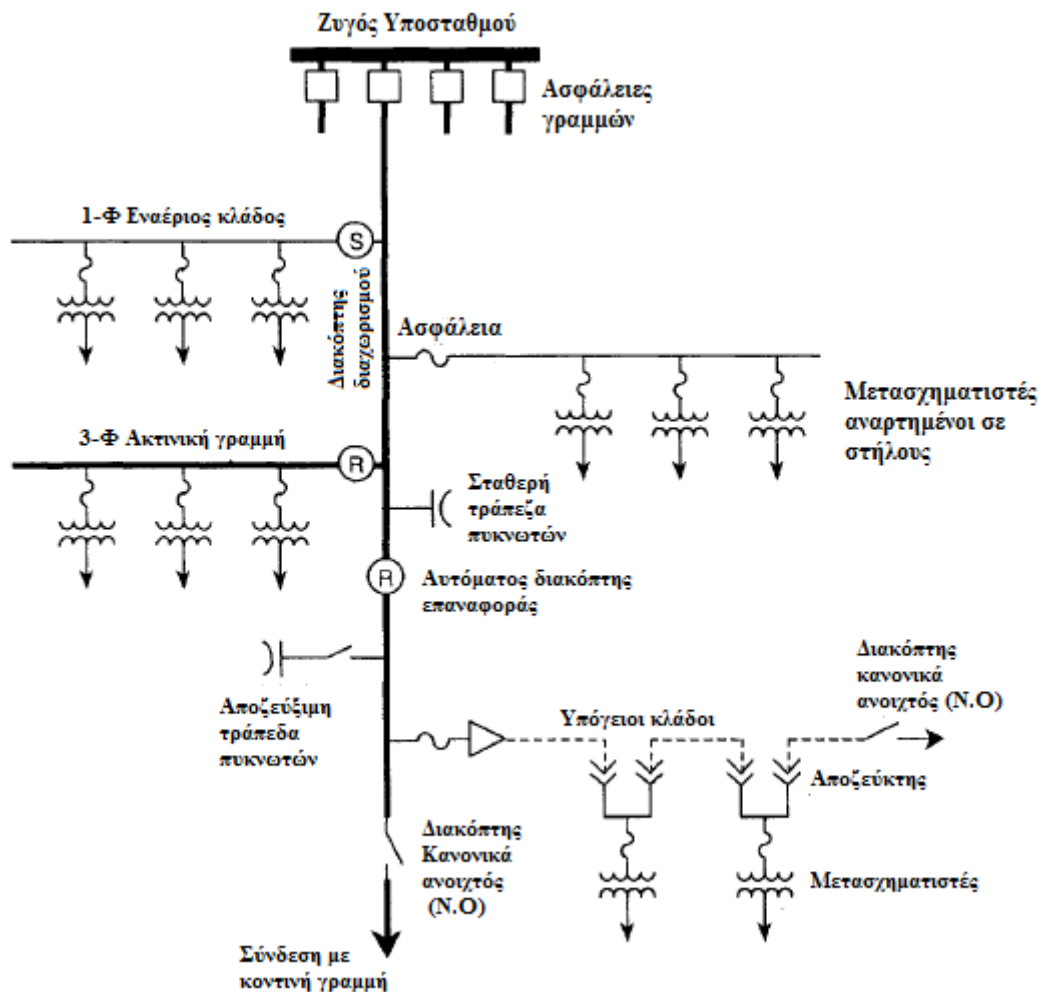 Ζυγός Υποσταθμού
Ασφάλειες
γραμμών
1-Φ Εναέριος κλάδος
S
Διακόπτης
διαχωρισμού
Ασφάλεια
Μετασχηματιστές
αναρτημένοι σε
στήλους
3-Φ Ακτινική γραμμή
R
Σταθερή
τράπεζα
πυκνωτών
R
Αυτόματος διακόπτης
επαναφοράς
Αποζεύξιμη
τράπεδα
πυκνωτών
Διακόπτης
κανονικά
ανοιχτός (N.O)
Υπόγειοι κλάδοι
Αποζεύκτης
Διακόπτης
Κανονικά
ανοιχτός
(N.O)
Μετασχηματιστές
Σύνδεση με
κοντινή γραμμή